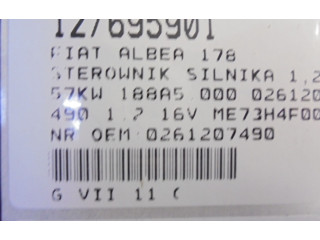 127695901
FIAT ALBEA 178
STEROWNIK SILNIKA 1,2
57KW 188A5.000 026120
490 1.2 16V ME73H4F00
NR OEM 0261207490
G VII 11 (